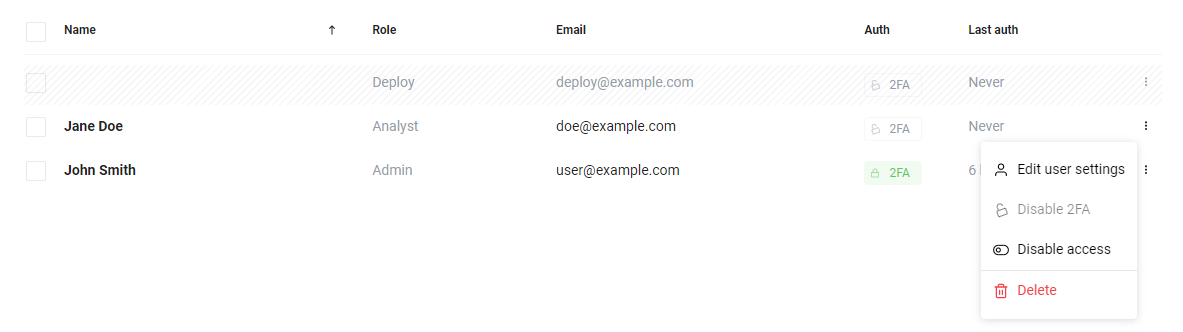 Name Role Email Auth Last auth
Deploy deploy@example.com 2FA Never
Jane Doe Analyst doe@example.com 2FA Never
John Smith Admin user@example.com 2FA 6
Edit user settings
Disable 2FA
Disable access
Delete